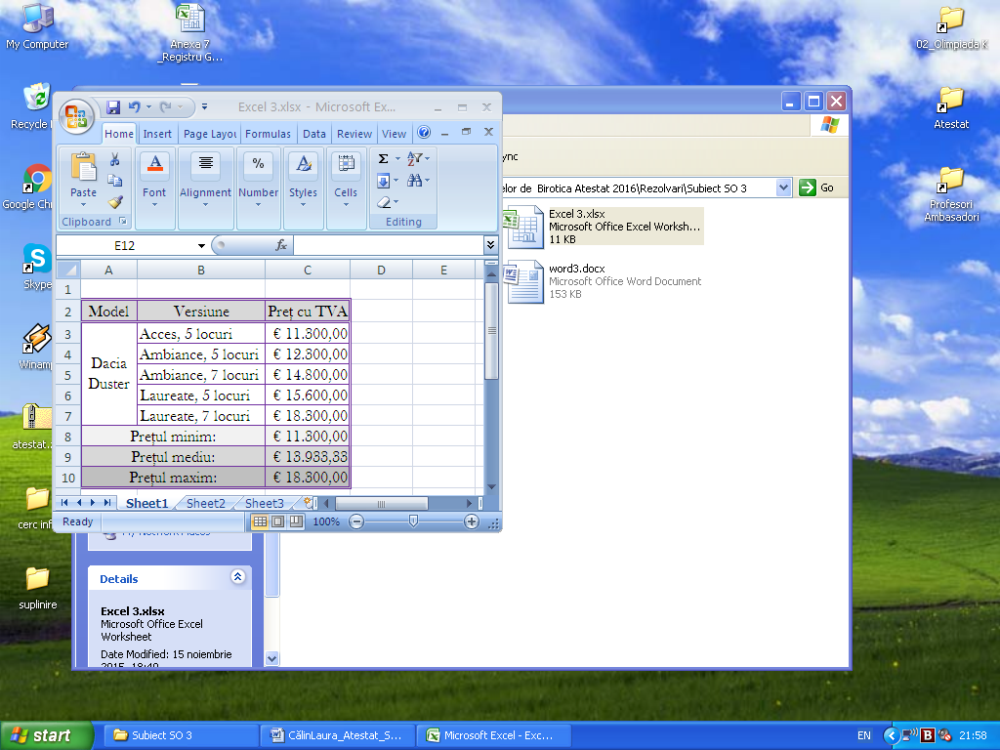 My Computer
Anexa 7
_Registru G...
02_Olimpiada K
Recycle
Atestat
Google Ch
Profesori
Ambasadori
Skype
Winamp
atestat.z
cerc inf
suplinire
Excel 3.xlsx - Microsoft Ex...
Home Insert Page Layou Formulas Data Review View
Paste Font Alignment Number Styles Cells
Clipboard Editing
E12 fx
A B C D E
1
2 Model Versiune Preț cu TVA
3 Acces, 5 locuri € 11.300,00
4 Ambiance, 5 locuri € 12.300,00
Dacia
5 Ambiance, 7 locuri € 14.800,00
Duster
6 Laureate, 5 locuri € 15.600,00
7 Laureate, 7 locuri € 18.300,00
8 Prețul minim: € 11.300,00
9 Prețul mediu: € 13.933,33
10 Prețul maxim: € 18.300,00
Sheet1 Sheet2 Sheet3
Ready 100%
ync
elor de Birotica Atestat 2016\Rezolvari\Subiect SO 3 Go
Excel 3.xlsx
Microsoft Office Excel Worksh...
11 KB
word3.docx
Microsoft Office Word Document
153 KB
My Network Places
Details
Excel 3.xlsx
Microsoft Office Excel
Worksheet
Date Modified: 15 noiembrie
2015, 18:40
start Subiect SO 3 CălinLaura_Atestat_S... Microsoft Excel - Exc... EN B 21:58